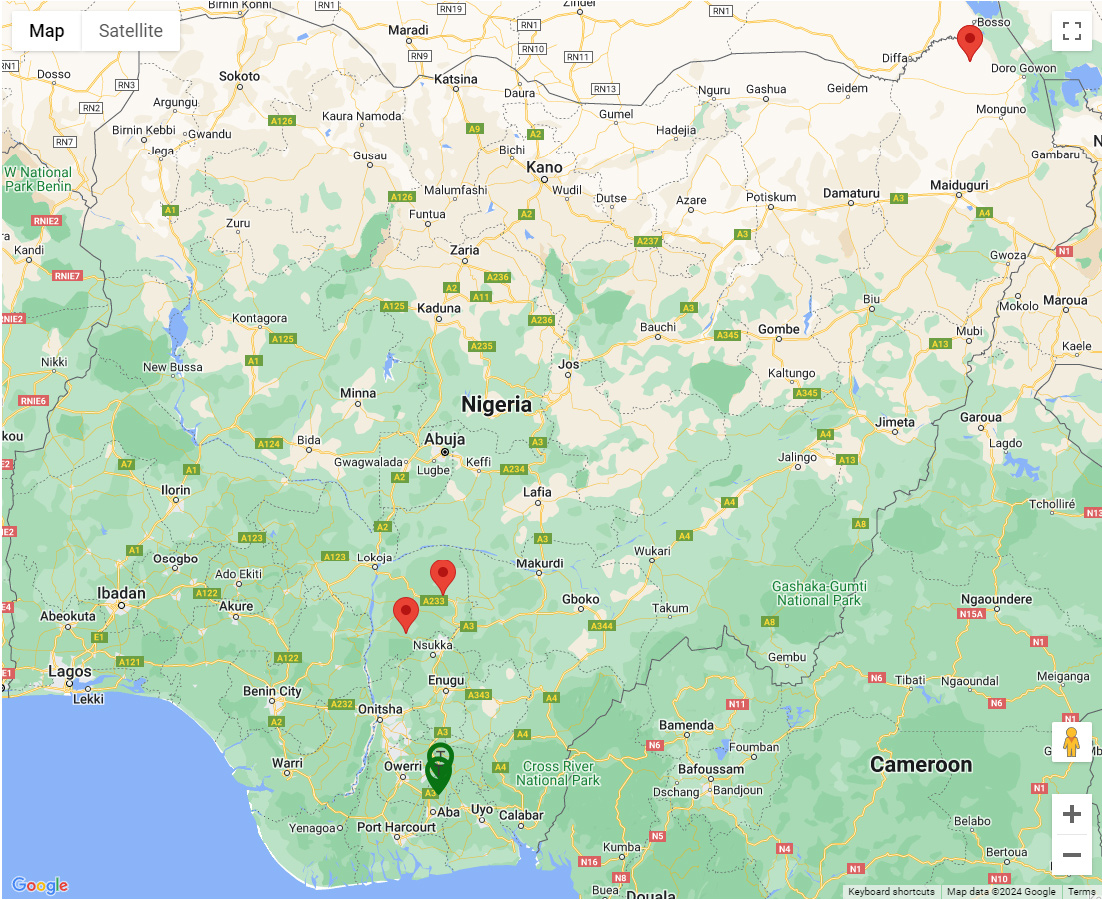 Birnin Konni
RN1
RN19
Zinder
RN1
Bosso
Map
Satellite
Maradi
RN10
RN9
RN11
Diffa
Doro Gowon
RN1
Dosso
RN3
Sokoto
Katsina
Daura
RN13
Nguru
Gashua
Geidem
RN2
Argungu
Kaura Namoda
Gumel
Monguno
A126
A9
A2
Hadejia
Birnin Kebbi
Gwandu
RN7
Jega
Gusau
Bichi
Kano
Gambaru
W National
Park Benin
A126
Malumfashi
Wudil
Dutse
Azare
Potiskum
Damaturu
A3
Maiduguri
A1
Funtua
A2
A4
RNIE2
Zuru
A237
A3
Kandi
Zaria
N1
Gwoza
RNIE7
A236
A2
A11
A125
Kaduna
A3
Biu
Mokolo
Maroua
Kontagora
A236
Bauchi
A345
Gombe
Mubi
A125
A235
A13
Kaele
Nikki
New Bussa
A1
Jos
Kaltungo
RNIE6
Minna
Nigeria
A345
Garoua
Jimeta
A124
Bida
Abuja
A3
A4
Lagdo
A7
A1
Gwagwalada
Lugbe
Keffi
A234
Jalingo
A13
A2
Ilorin
Lafia
A4
Tcholliré
N13
A2
A8
A1
A123
A3
A4
Osogbo
A123
Lokoja
Makurdi
Wukari
Ado Ekiti
Gashaka-Gumti
National Park
Ibadan
A122
A233
Gboko
Takum
Ngaoundere
Akure
N15A
Abeokuta
A3
A344
A8
E1
Nsukka
N1
A121
A122
Gembu
Lagos
Enugu
N6
Tibati
Ngaoundal
Meiganga
Lekki
Benin City
A343
A4
A232
Onitsha
N11
N6
A2
N1
A3
A4
Bamenda
N6
Foumban
Warri
Owerri
A4
Cross River
National Park
Bafoussam
Cameroon
Dschang
Bandjoun
N1
Aba
Uyo
Calabar
Yenagoa
Port Harcourt
N5
Belabo
Kumba
N4
Bertoua
N16
N1
N8
N10
Google
Buea
Douala
Keyboard shortcuts
Map data ©2024 Google
Terms